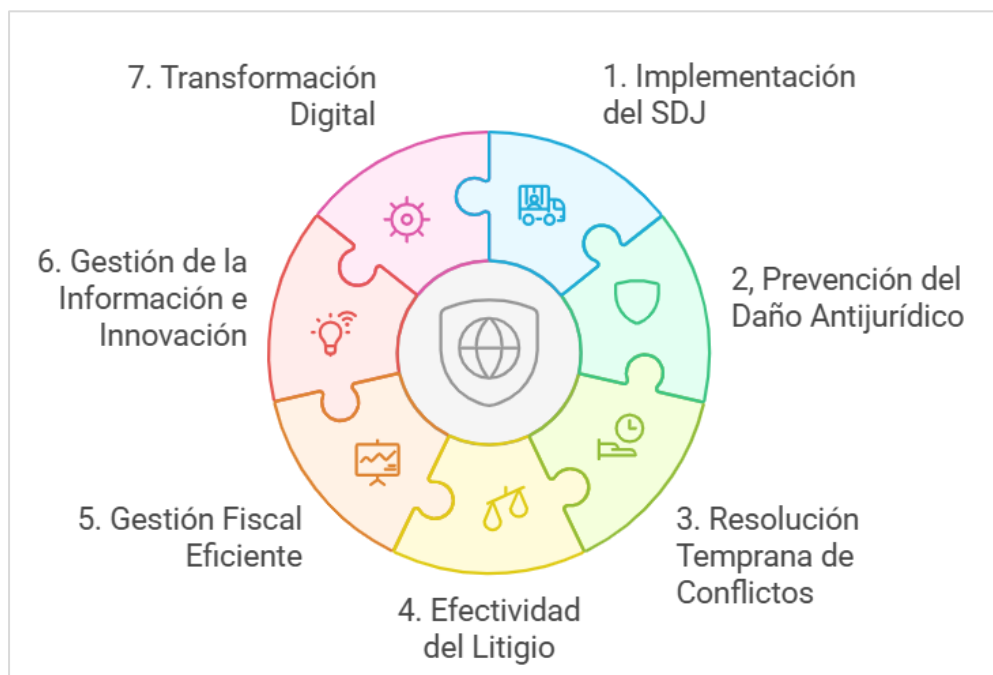 1. Implementación
del SDJ
2, Prevención del
Daño Antijurídico
3. Resolución
Temprana de
Conflictos
4. Efectividad
del Litigio
5. Gestión Fiscal
Eficiente
6. Gestión de la
Información e
Innovación
7. Transformación
Digital